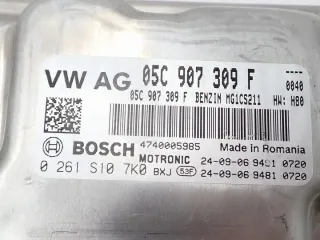 VW AG 05C 907 309 F ----
05C 907 309 F BENZIN MG1CS211 0040
HW: H80
BOSCH 4740005985 Made in Romania
MOTRONIC 24-09-06 9481 0720
0 261 S10 7K0 BXJ 53F 24-09-06 9481 0720